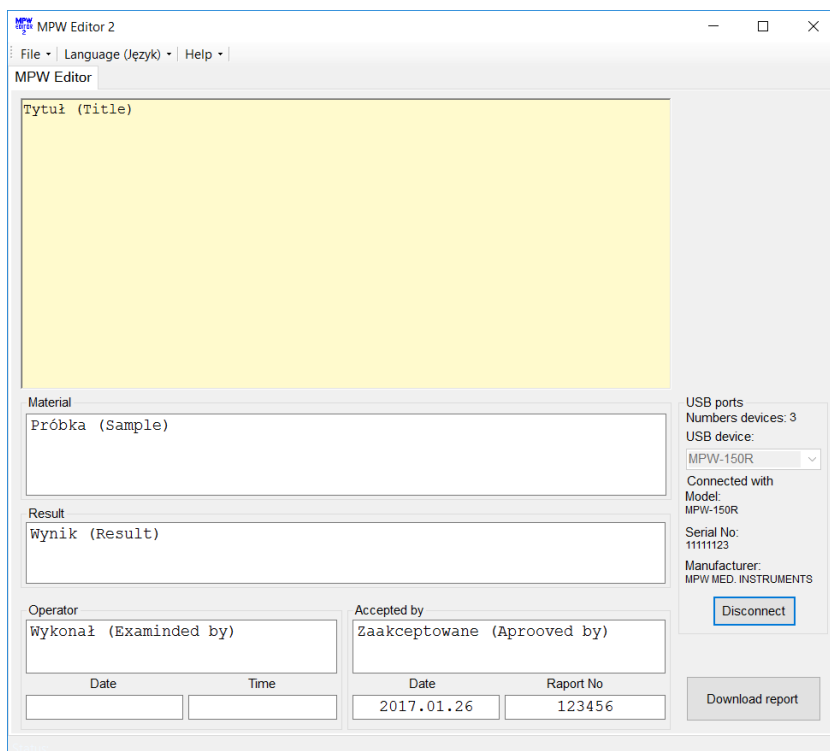 MPW EDITOR 2 MPW Editor 2
File Language (Język) Help
MPW Editor
Tytuł (Title)
Material
Próbka (Sample)
Result
Wynik (Result)
Operator
Wykonał (Examinded by)
Date Time
Accepted by
Zaakceptowane (Aprooved by)
Date Raport No
2017.01.26 123456
USB ports
Numbers devices: 3
USB device:
MPW-150R
Connected with
Model:
MPW-150R
Serial No:
11111123
Manufacturer:
MPW MED. INSTRUMENTS
Disconnect
Download report